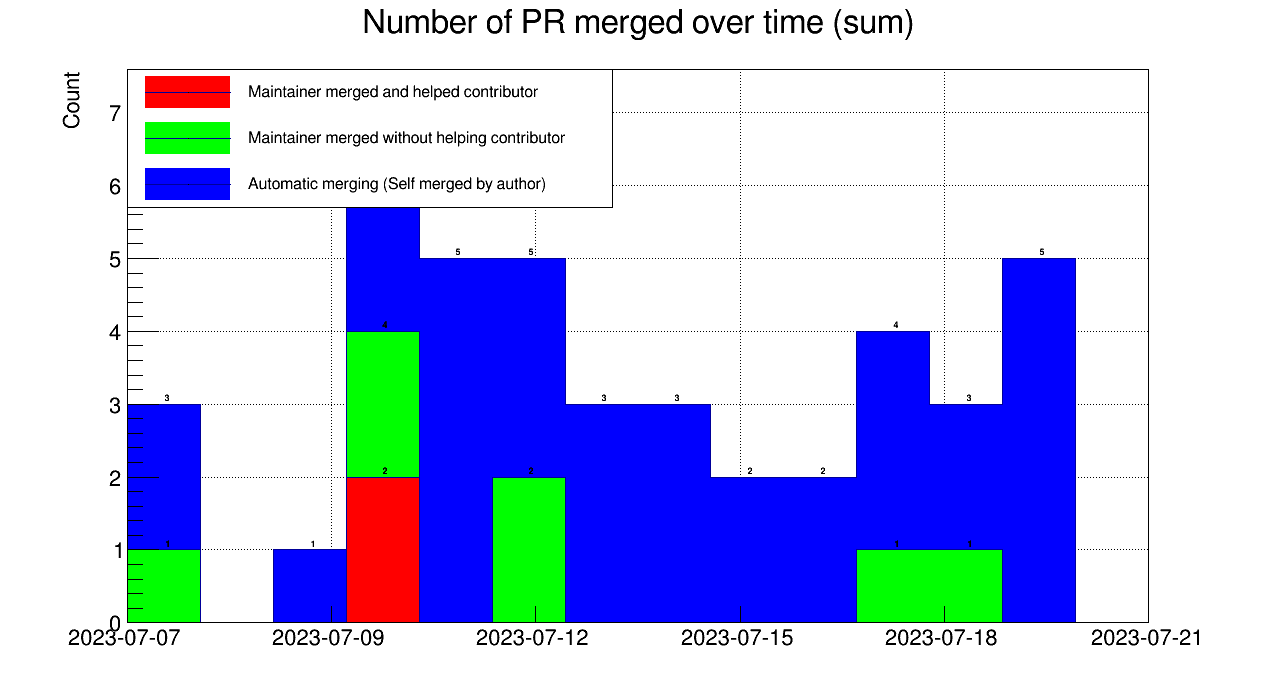 Number of PR merged over time (sum)
Count
Maintainer merged and helped contributor
Maintainer merged without helping contributor
Automatic merging (Self merged by author)
7
6
5
4
3
2
1
0
5 5 5
4 4
3 3 3 3
2 2 2 2
1 1 1 1
2023-07-07 2023-07-09 2023-07-12 2023-07-15 2023-07-18 2023-07-21